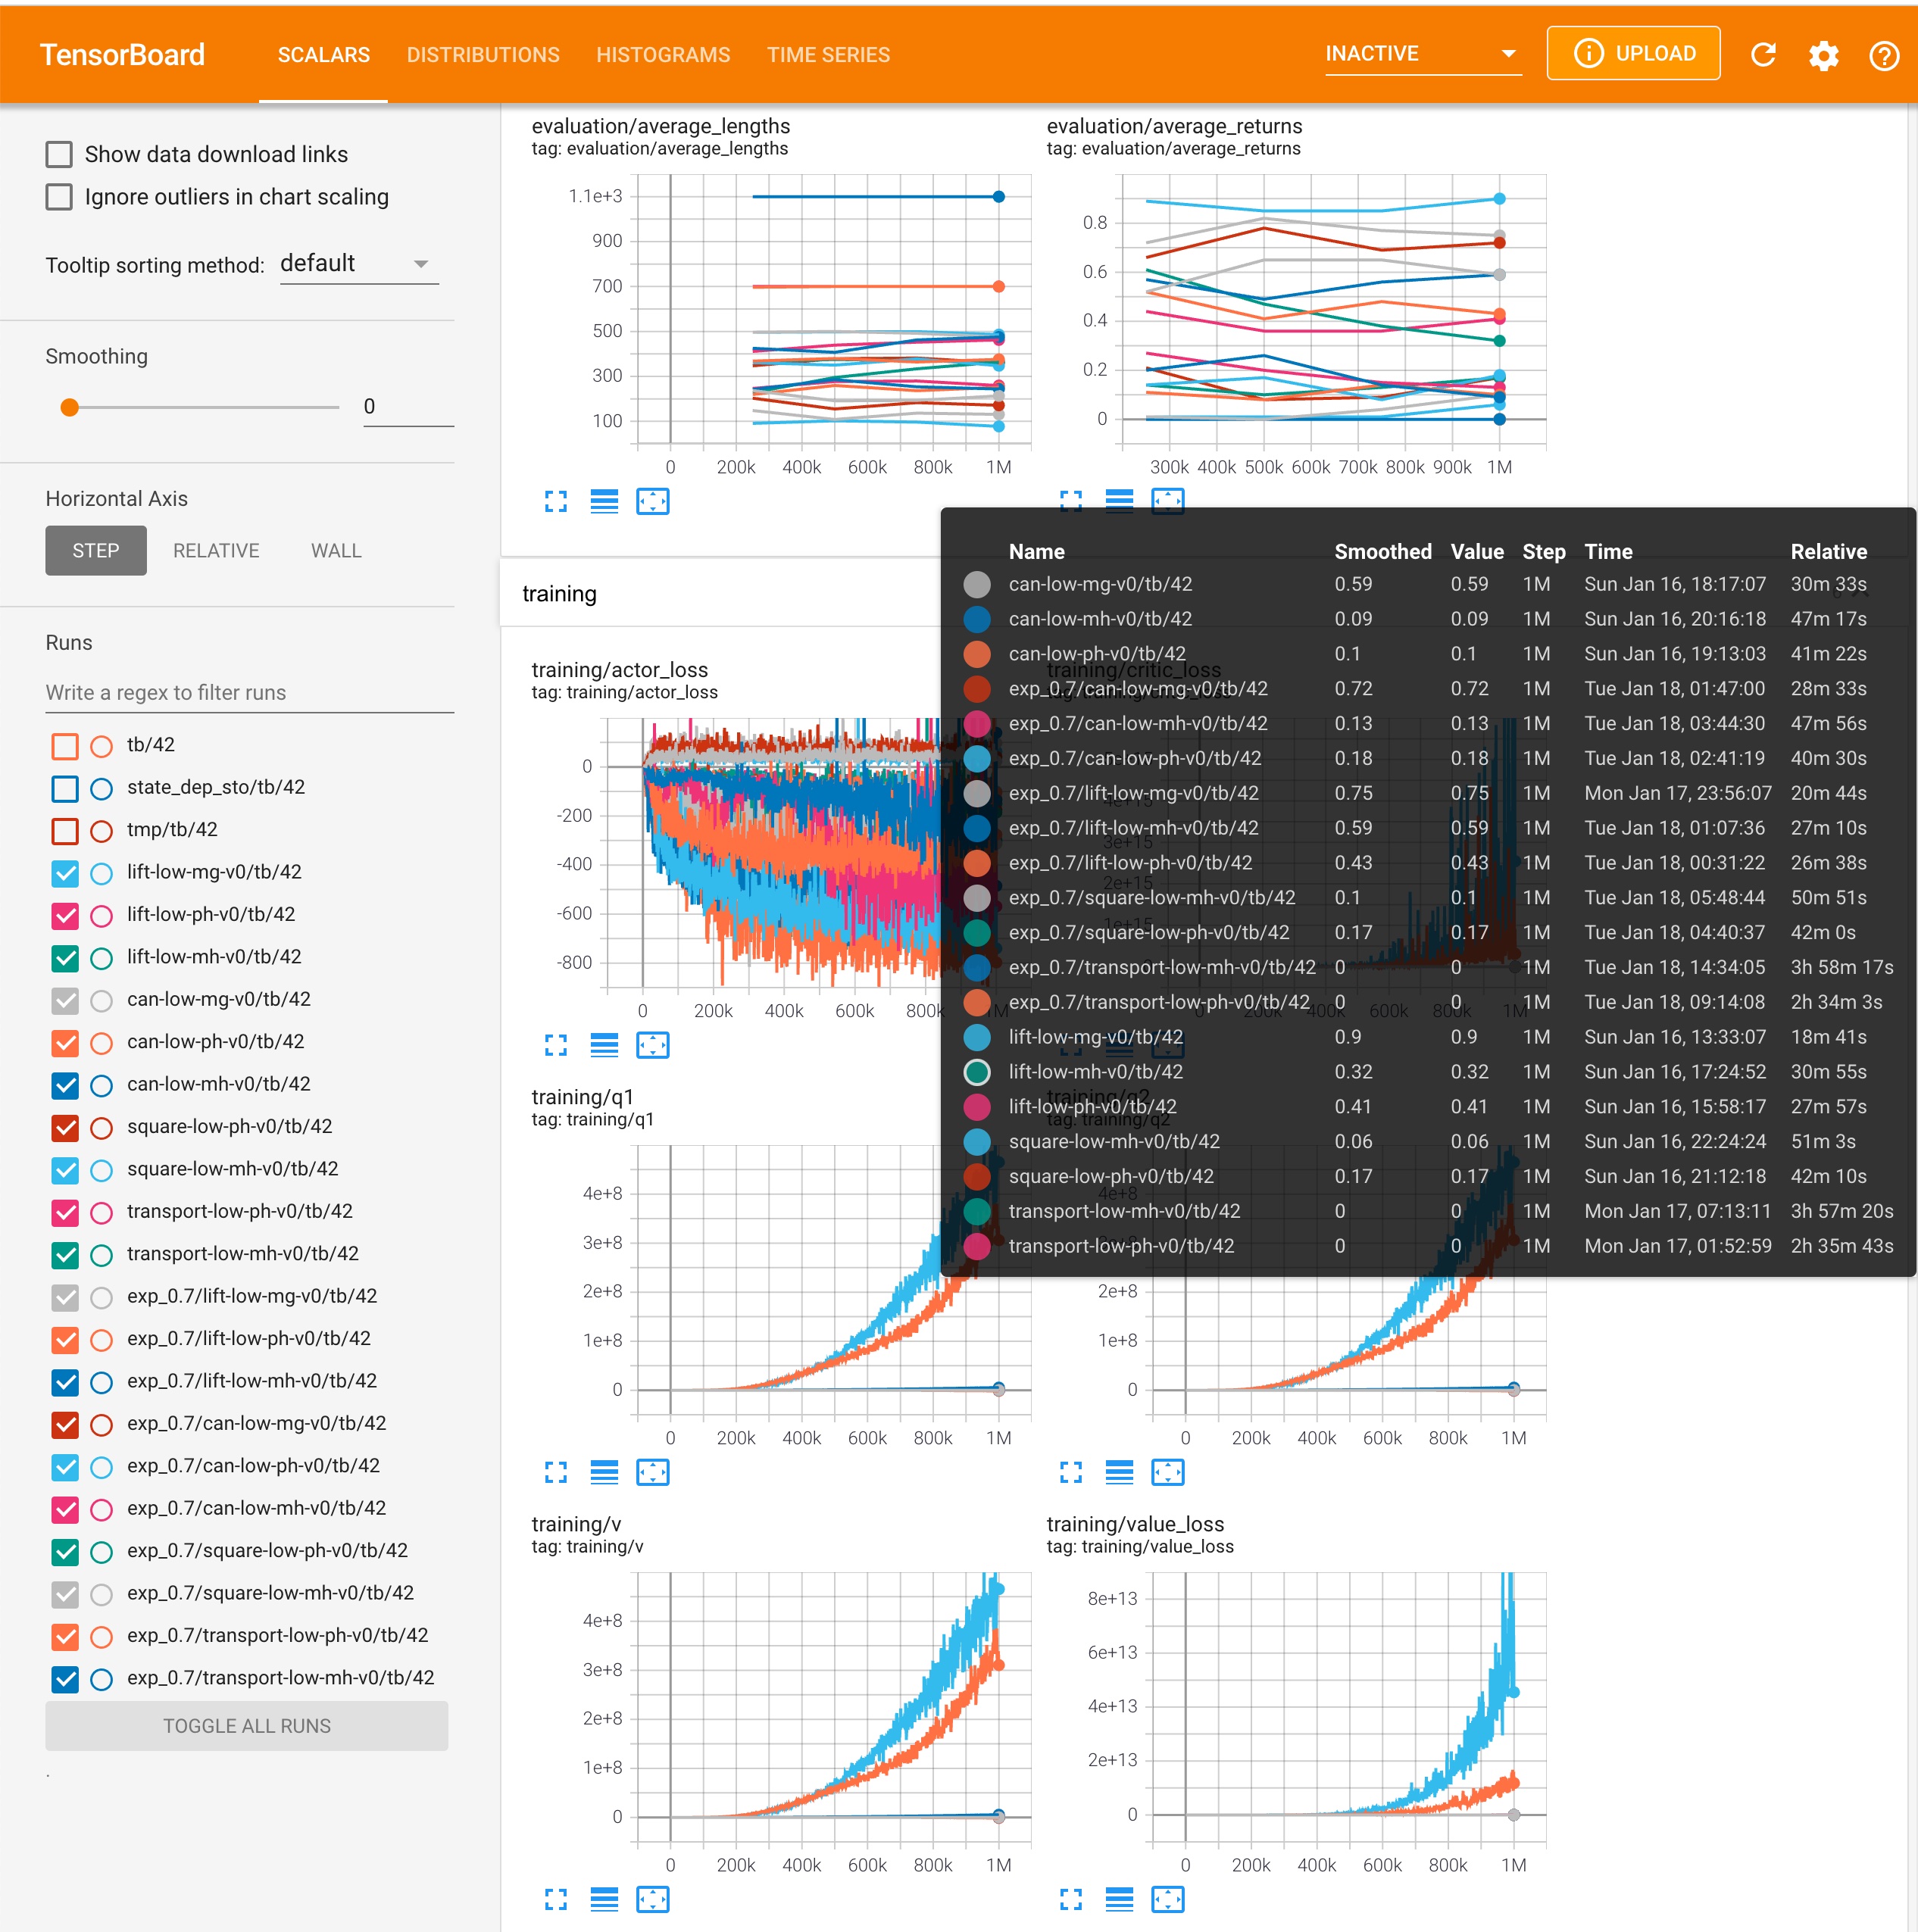 TensorBoard
SCALARS
DISTRIBUTIONS
HISTOGRAMS
TIME SERIES
INACTIVE
UPLOAD
Show data download links
Ignore outliers in chart scaling
Tooltip sorting method: default
Smoothing
0
Horizontal Axis
STEP RELATIVE WALL
Runs
Write a regex to filter runs
tb/42
state_dep_sto/tb/42
tmp/tb/42
lift-low-mg-v0/tb/42
lift-low-ph-v0/tb/42
lift-low-mh-v0/tb/42
can-low-mg-v0/tb/42
can-low-ph-v0/tb/42
can-low-mh-v0/tb/42
square-low-ph-v0/tb/42
square-low-mh-v0/tb/42
transport-low-ph-v0/tb/42
transport-low-mh-v0/tb/42
exp_0.7/lift-low-mg-v0/tb/42
exp_0.7/lift-low-ph-v0/tb/42
exp_0.7/lift-low-mh-v0/tb/42
exp_0.7/can-low-mg-v0/tb/42
exp_0.7/can-low-ph-v0/tb/42
exp_0.7/can-low-mh-v0/tb/42
exp_0.7/square-low-ph-v0/tb/42
exp_0.7/square-low-mh-v0/tb/42
exp_0.7/transport-low-ph-v0/tb/42
exp_0.7/transport-low-mh-v0/tb/42
TOGGLE ALL RUNS
.
evaluation/average_lengths
tag: evaluation/average_lengths
1.1e+3
900
700
500
300
100
0 200k 400k 600k 800k 1M
evaluation/average_returns
tag: evaluation/average_returns
0.8
0.6
0.4
0.2
0
300k 400k 500k 600k 700k 800k 900k 1M
training
Name Smoothed Value Step Time Relative
can-low-mg-v0/tb/42 0.59 0.59 1M Sun Jan 16, 18:17:07 30m 33s
can-low-mh-v0/tb/42 0.09 0.09 1M Sun Jan 16, 20:16:18 47m 17s
can-low-ph-v0/tb/42 0.1 0.1 1M Sun Jan 16, 19:13:03 41m 22s
exp_0.7/can-low-mg-v0/tb/42 0.72 0.72 1M Tue Jan 18, 01:47:00 28m 33s
exp_0.7/can-low-mh-v0/tb/42 0.13 0.13 1M Tue Jan 18, 03:44:30 47m 56s
exp_0.7/can-low-ph-v0/tb/42 0.18 0.18 1M Tue Jan 18, 02:41:19 40m 30s
exp_0.7/lift-low-mg-v0/tb/42 0.75 0.75 1M Mon Jan 17, 23:56:07 20m 44s
exp_0.7/lift-low-mh-v0/tb/42 0.59 0.59 1M Tue Jan 18, 01:07:36 27m 10s
exp_0.7/lift-low-ph-v0/tb/42 0.43 0.43 1M Tue Jan 18, 00:31:22 26m 38s
exp_0.7/square-low-mh-v0/tb/42 0.1 0.1 1M Tue Jan 18, 05:48:44 50m 51s
exp_0.7/square-low-ph-v0/tb/42 0.17 0.17 1M Tue Jan 18, 04:40:37 42m 0s
exp_0.7/transport-low-mh-v0/tb/42 0 0 1M Tue Jan 18, 14:34:05 3h 58m 17s
exp_0.7/transport-low-ph-v0/tb/42 0 0 1M Tue Jan 18, 09:14:08 2h 34m 3s
lift-low-mg-v0/tb/42 0.9 0.9 1M Sun Jan 16, 13:33:07 18m 41s
lift-low-mh-v0/tb/42 0.32 0.32 1M Sun Jan 16, 17:24:52 30m 55s
lift-low-ph-v0/tb/42 0.41 0.41 1M Sun Jan 16, 15:58:17 27m 57s
square-low-mh-v0/tb/42 0.06 0.06 1M Sun Jan 16, 22:24:24 51m 3s
square-low-ph-v0/tb/42 0.17 0.17 1M Sun Jan 16, 21:12:18 42m 10s
transport-low-mh-v0/tb/42 0 0 1M Mon Jan 17, 07:13:11 3h 57m 20s
transport-low-ph-v0/tb/42 0 0 1M Mon Jan 17, 01:52:59 2h 35m 43s
training/actor_loss
tag: training/actor_loss
0
-200
-400
-600
-800
0 200k 400k 600k 800k 1M
training/critic_loss
3e+15
2e+15
1e+15
0 200k 400k 600k 800k 1M
training/q1
tag: training/q1
4e+8
3e+8
2e+8
1e+8
0
0 200k 400k 600k 800k 1M
training/q2
tag: training/q2
4e+8
2e+8
1e+8
0
0 200k 400k 600k 800k 1M
training/v
tag: training/v
4e+8
3e+8
2e+8
1e+8
0
0 200k 400k 600k 800k 1M
training/value_loss
tag: training/value_loss
8e+13
6e+13
4e+13
2e+13
0
0 200k 400k 600k 800k 1M